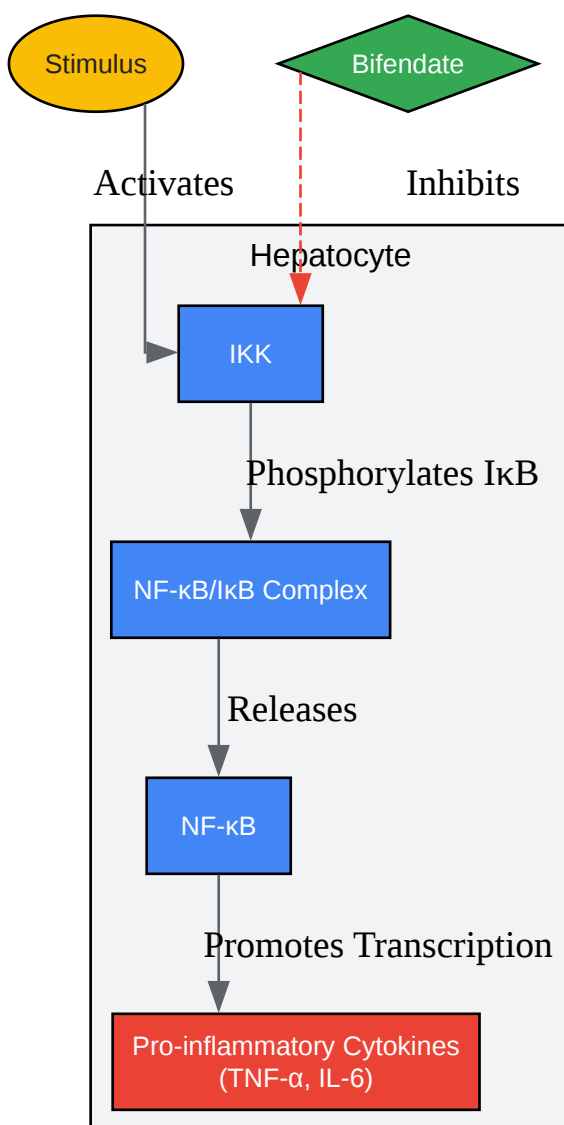 Stimulus
Bifendate
Activates
Inhibits
Hepatocyte
IKK
Phosphorylates IκB
NF-κB/IκB Complex
Releases
NF-κB
Promotes Transcription
Pro-inflammatory Cytokines
(TNF-α, IL-6)